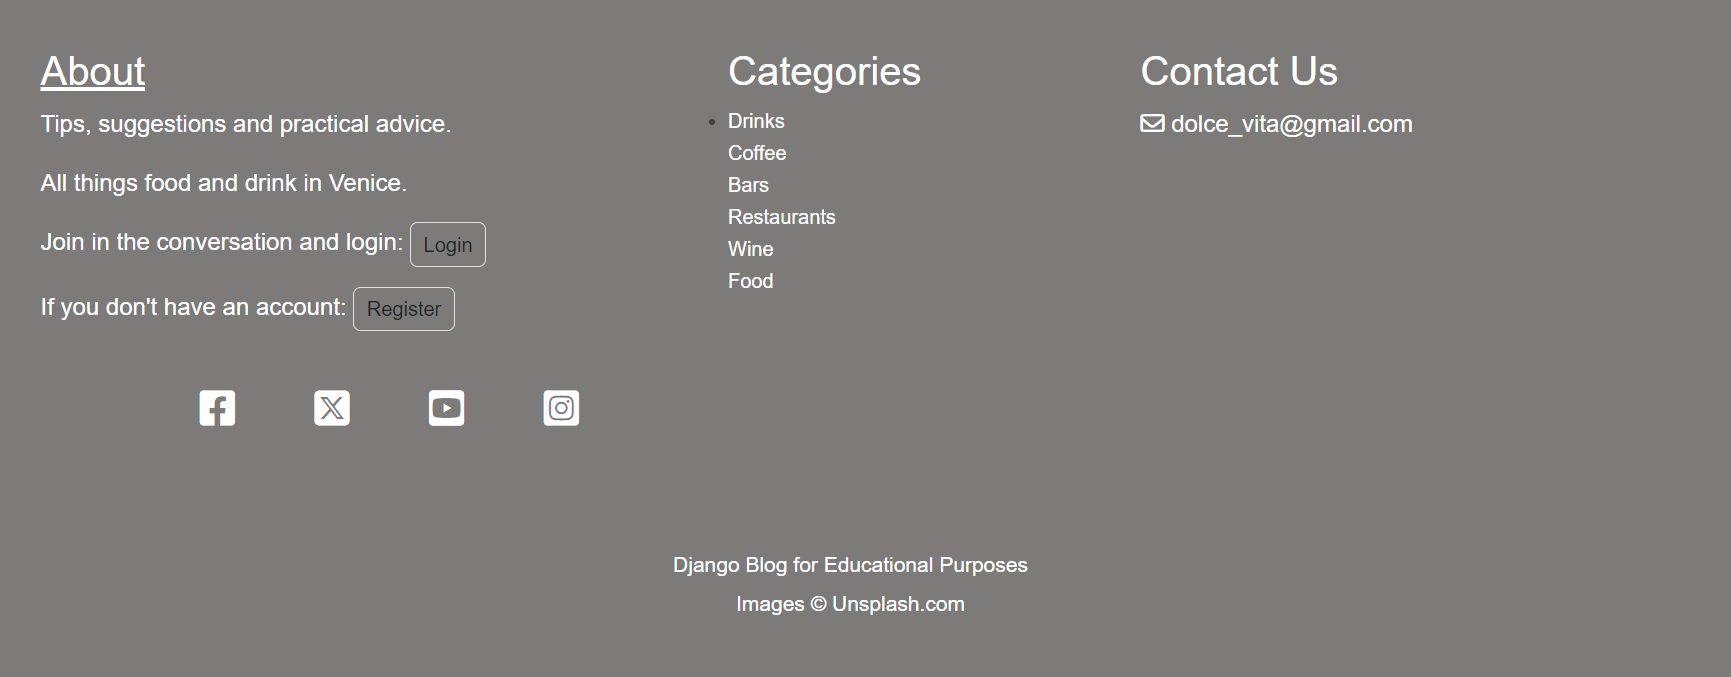 About
Tips, suggestions and practical advice.
All things food and drink in Venice.
Join in the conversation and login: Login
If you don't have an account: Register
Categories
Drinks
Coffee
Bars
Restaurants
Wine
Food
Contact Us
dolce_vita@gmail.com
Django Blog for Educational Purposes
Images © Unsplash.com